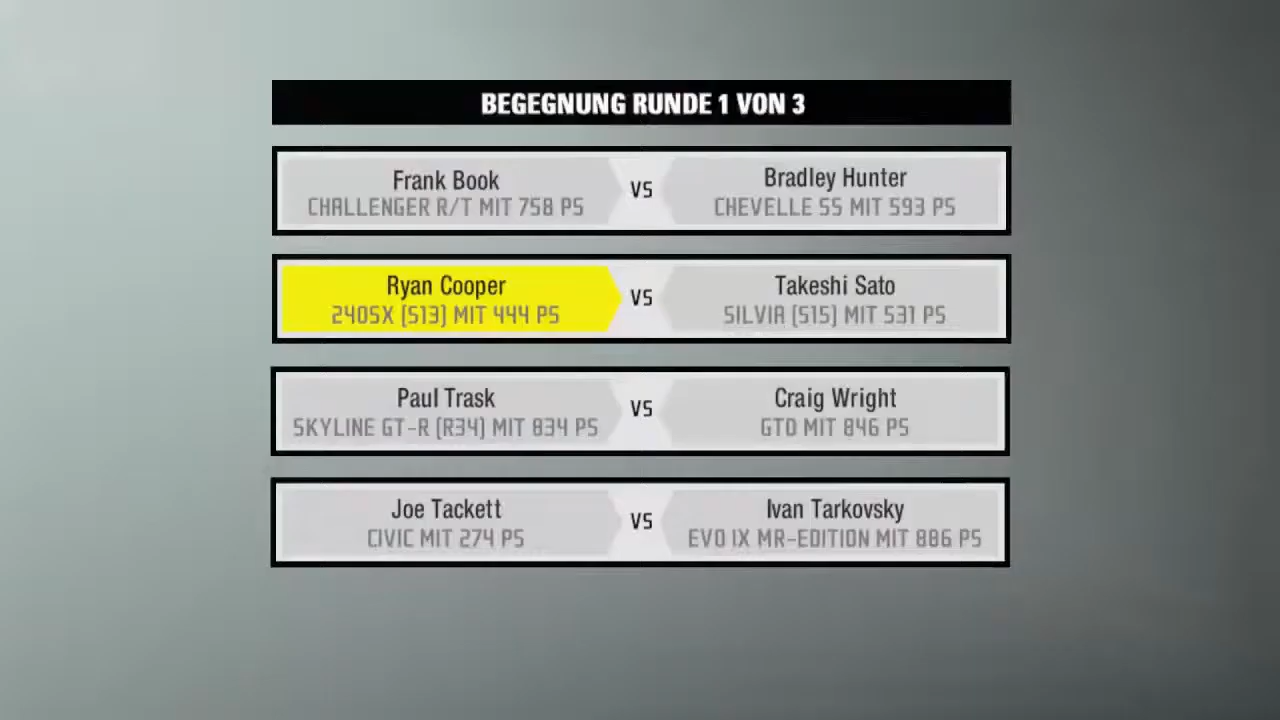 BEGEGNUNG RUNDE 1 VON 3
Frank Book
CHALLENGER R/T MIT 758 PS
VS
Bradley Hunter
CHEVELLE SS MIT 593 PS
Ryan Cooper
240SX (S13) MIT 444 PS
VS
Takeshi Sato
SILVIA (S15) MIT 531 PS
Paul Trask
SKYLINE GT-R (R34) MIT 834 PS
VS
Craig Wright
GTO MIT 846 PS
Joe Tackett
CIVIC MIT 274 PS
VS
Ivan Tarkovsky
EVO IX MR-EDITION MIT 886 PS